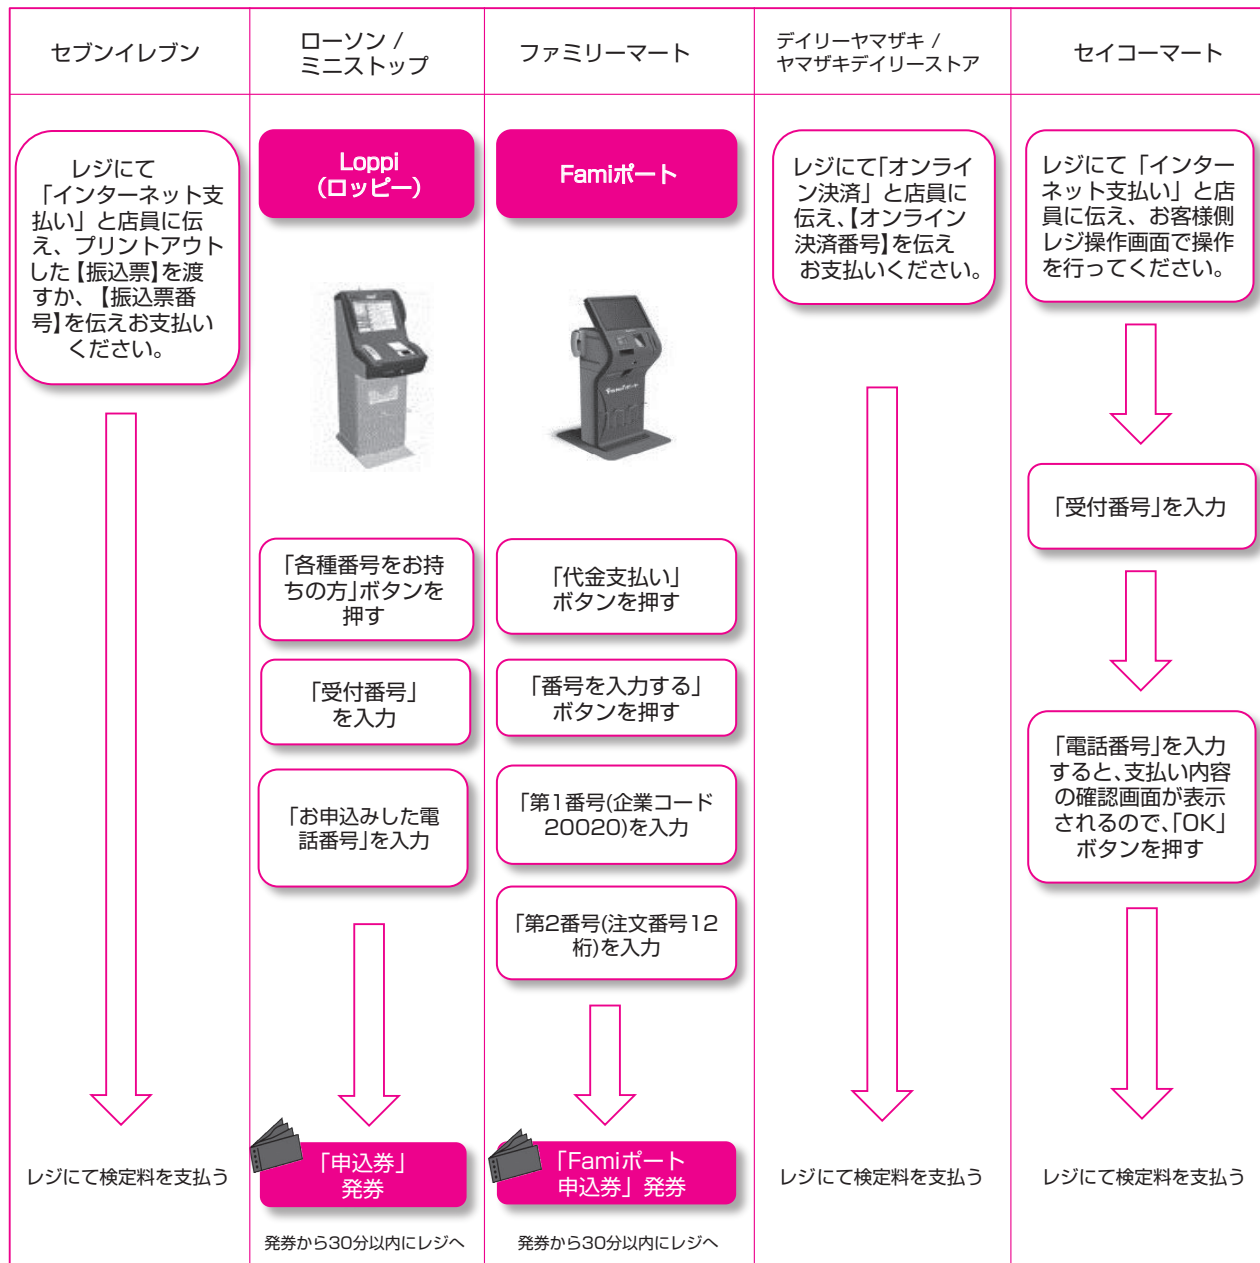 セブンイレブン
ローソン /
ミニストップ
ファミリーマート
デイリーヤマザキ /
ヤマザキデイリーストア
セイコーマート
レジにて
「インターネット支
払い」と店員に伝
え、プリントアウト
した【振込票】を渡
すか、【振込票番
号】を伝えお支払い
ください。
レジにて検定料を支払う
Loppi
（ロッピー）
「各種番号をお持
ちの方」ボタンを
押す
「受付番号」
を入力
「お申込みした電
話番号」を入力
「申込券」
発券
発券から30分以内にレジへ
Famiポート
「代金支払い」
ボタンを押す
「番号を入力する」
ボタンを押す
「第1番号(企業コード
20020)を入力
「第2番号(注文番号12
桁)を入力
「Famiポート
申込券」発券
発券から30分以内にレジへ
レジにて「オンライ
ン決済」と店員に
伝え、【オンライン
決済番号】を伝え
お支払いください。
レジにて検定料を支払う
レジにて「インター
ネット支払い」と店
員に伝え、お客様側
レジ操作画面で操作
を行ってください。
「受付番号」を入力
「電話番号」を入力
すると、支払い内容
の確認画面が表示
されるので、「OK」
ボタンを押す
レジにて検定料を支払う